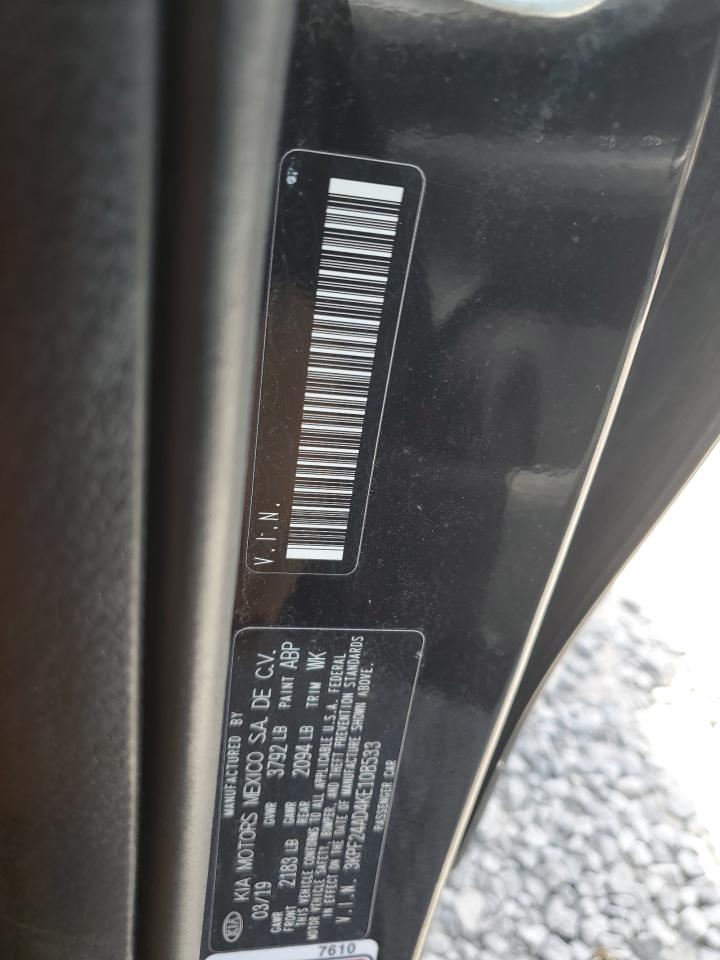 V.I.N.
MANUFACTURED BY
KIA KIA MOTORS MEXICO S.A. DE C.V.
03/19 GVWR 3792 LB PAINT ABP
GAWR FRONT 2183 LB GAWR REAR 2094 LB TRIM WK
THIS VEHICLE CONFORMS TO ALL APPLICABLE U.S.A. FEDERAL
MOTOR VEHICLE SAFETY, BUMPER, AND THEFT PREVENTION STANDARDS
IN EFFECT ON THE DATE OF MANUFACTURE SHOWN ABOVE.
V.I.N. 3KPF24AD4KE108533
PASSENGER CAR
7610